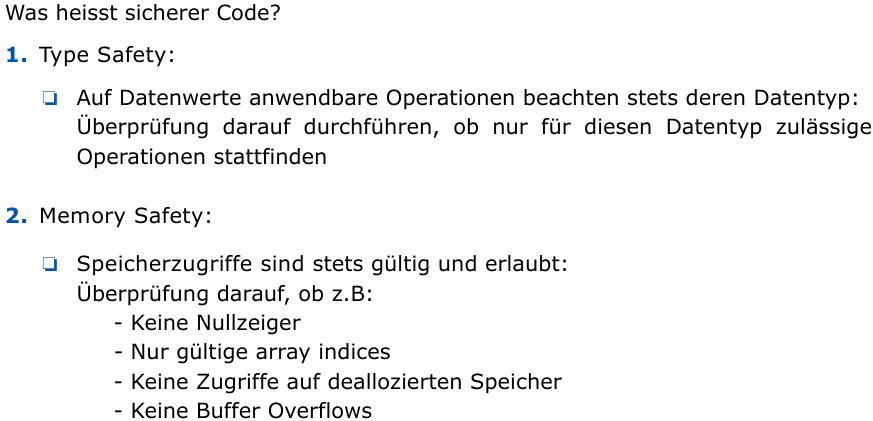 Was heisst sicherer Code?
1. Type Safety:
❏ Auf Datenwerte anwendbare Operationen beachten stets deren Datentyp:
Überprüfung darauf durchführen, ob nur für diesen Datentyp zulässige
Operationen stattfinden
2. Memory Safety:
❏ Speicherzugriffe sind stets gültig und erlaubt:
Überprüfung darauf, ob z.B:
- Keine Nullzeiger
- Nur gültige array indices
- Keine Zugriffe auf deallozierten Speicher
- Keine Buffer Overflows